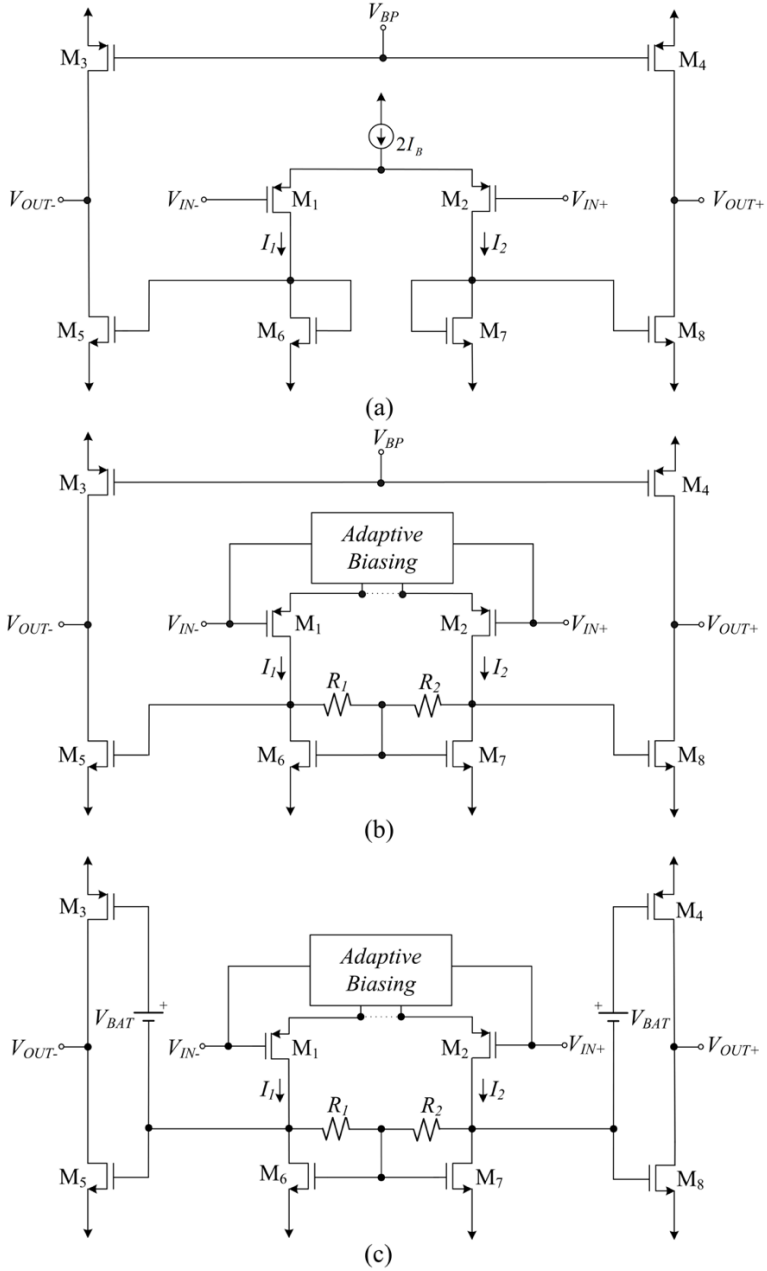 V_BP
M3
M4
2I_B
V_OUT-
V_IN-
M1
M2
V_IN+
V_OUT+
I1
I2
M5
M6
M7
M8
(a)
V_BP
M3
M4
Adaptive
Biasing
V_OUT-
V_IN-
M1
M2
V_IN+
V_OUT+
I1
I2
R1
R2
M5
M6
M7
M8
(b)
M3
M4
Adaptive
Biasing
V_BAT
+
+
V_BAT
V_OUT-
V_IN-
M1
M2
V_IN+
V_OUT+
I1
I2
R1
R2
M5
M6
M7
M8
(c)